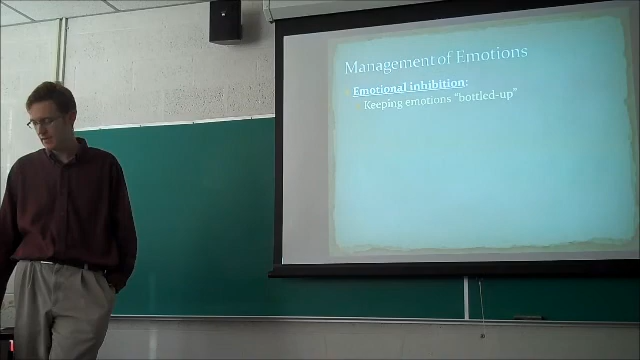 Management of Emotions
Emotional inhibition:
Keeping emotions “bottled-up”